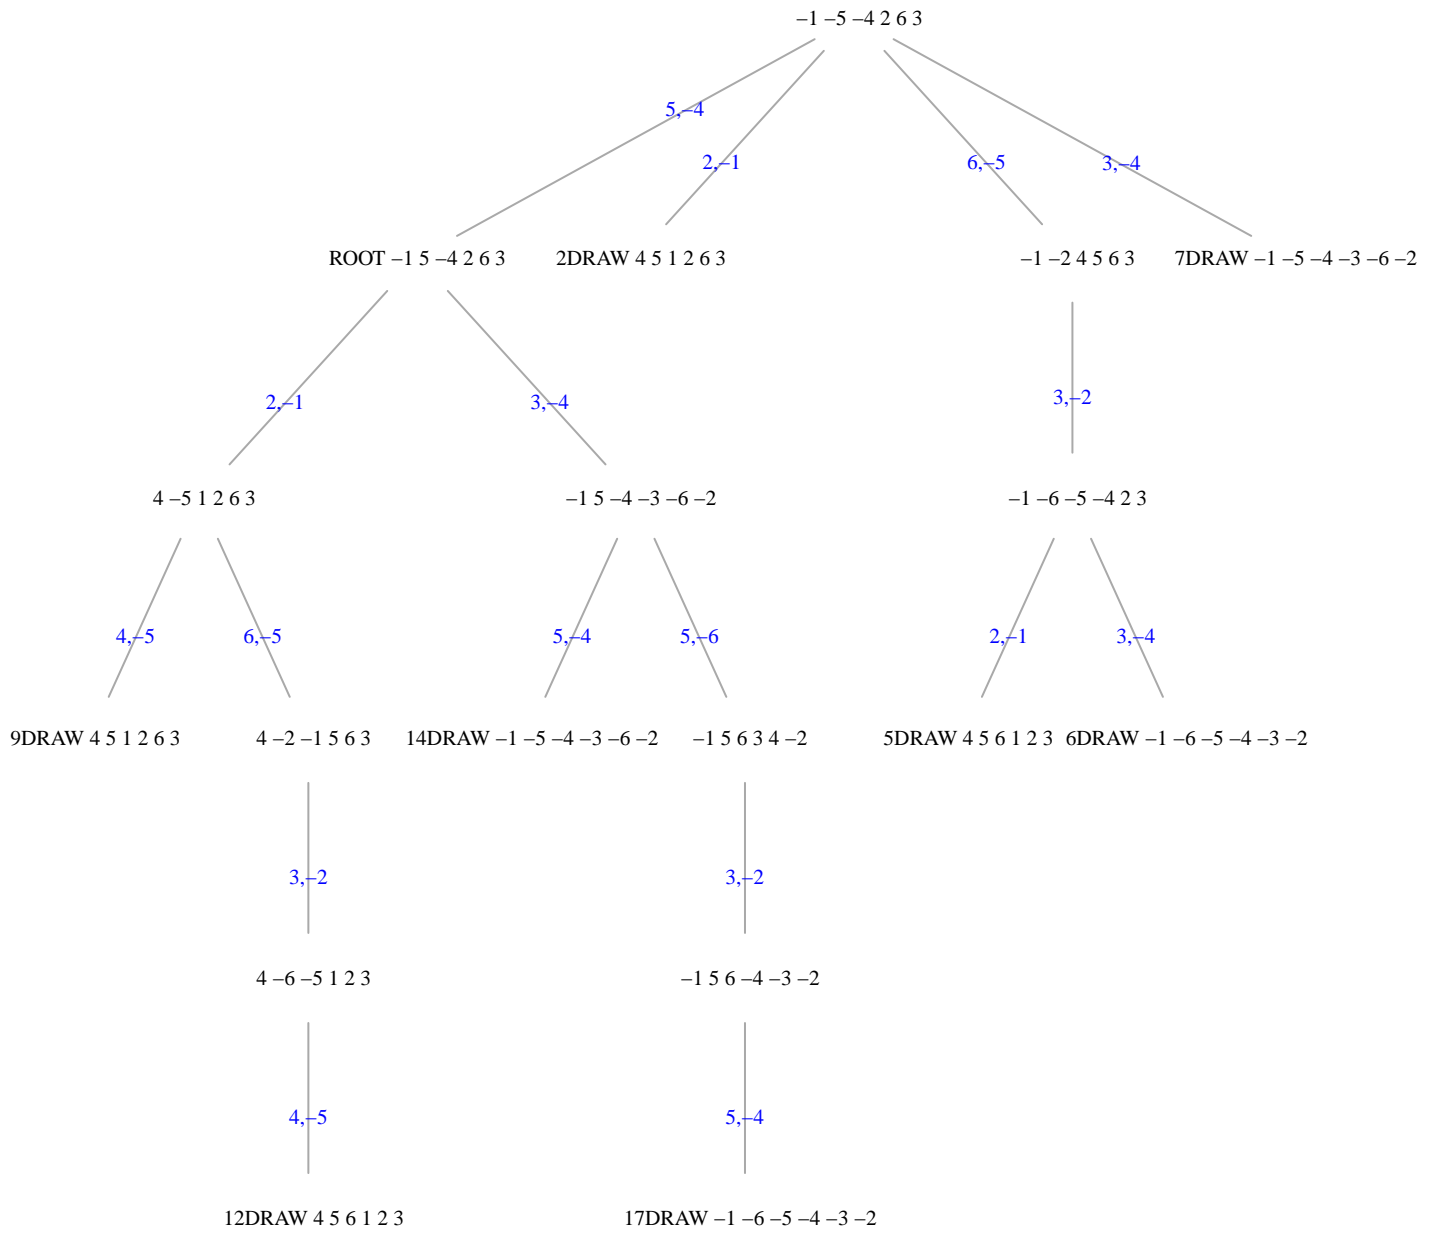 –1 –5 –4 2 6 3
5,–4
2,–1
6,–5
3,–4
ROOT –1 5 –4 2 6 3
2DRAW 4 5 1 2 6 3
–1 –2 4 5 6 3
7DRAW –1 –5 –4 –3 –6 –2
2,–1
3,–4
3,–2
4 –5 1 2 6 3
–1 5 –4 –3 –6 –2
–1 –6 –5 –4 2 3
4,–5
6,–5
5,–4
5,–6
2,–1
3,–4
9DRAW 4 5 1 2 6 3
4 –2 –1 5 6 3
14DRAW –1 –5 –4 –3 –6 –2
–1 5 6 3 4 –2
5DRAW 4 5 6 1 2 3
6DRAW –1 –6 –5 –4 –3 –2
3,–2
3,–2
4 –6 –5 1 2 3
–1 5 6 –4 –3 –2
4,–5
5,–4
12DRAW 4 5 6 1 2 3
17DRAW –1 –6 –5 –4 –3 –2